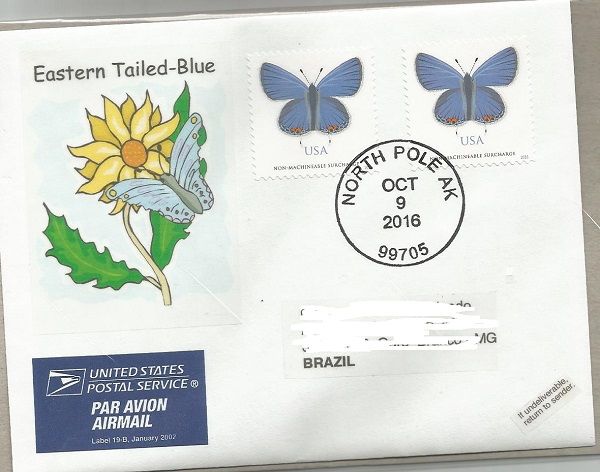 Eastern Tailed-Blue
USA
NON-MACHINEABLE SURCHARGE
USA
MACHINEABLE SURCHARGE
NORTH POLE AK
OCT
9
2016
99705
MG
BRAZIL
UNITED STATES
POSTAL SERVICE®
PAR AVION
AIRMAIL
Label 19-B, January 2002
If undeliverable,
return to sender.